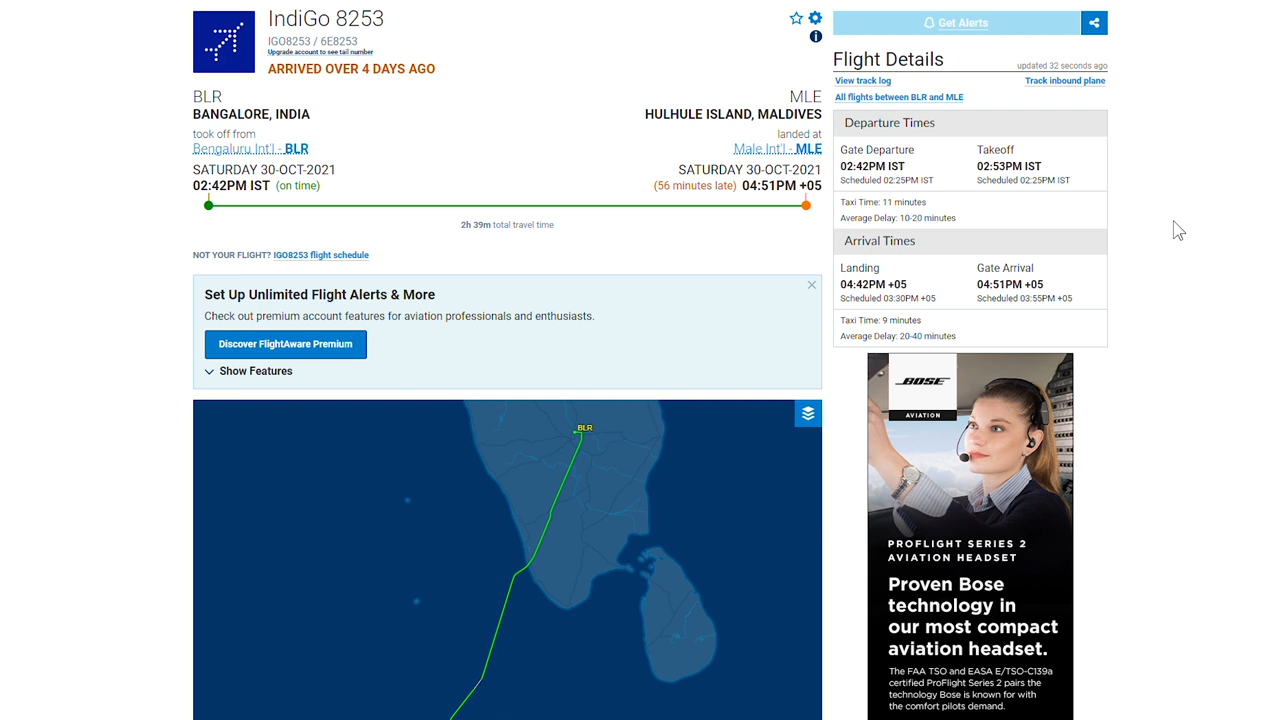 IndiGo 8253
IGO8253 / 6E8253
Upgrade account to see tail number
ARRIVED OVER 4 DAYS AGO
BLR
BANGALORE, INDIA
took off from
Bengaluru Int'l - BLR
SATURDAY 30-OCT-2021
02:42PM IST (on time)
MLE
HULHULE ISLAND, MALDIVES
landed at
Male Int'l - MLE
SATURDAY 30-OCT-2021
(56 minutes late) 04:51PM +05
2h 39m total travel time
NOT YOUR FLIGHT? IGO8253 flight schedule
Set Up Unlimited Flight Alerts & More
Check out premium account features for aviation professionals and enthusiasts.
Discover FlightAware Premium
Show Features
BLR
Get Alerts
Flight Details
updated 32 seconds ago
View track log
Track inbound plane
All flights between BLR and MLE
Departure Times
Gate Departure
02:42PM IST
Scheduled 02:25PM IST
Takeoff
02:53PM IST
Scheduled 02:25PM IST
Taxi Time: 11 minutes
Average Delay: 10-20 minutes
Arrival Times
Landing
04:42PM +05
Scheduled 03:30PM +05
Gate Arrival
04:51PM +05
Scheduled 03:55PM +05
Taxi Time: 9 minutes
Average Delay: 20-40 minutes
BOSE
AVIATION
PROFLIGHT SERIES 2
AVIATION HEADSET
Proven Bose
technology in
our most compact
aviation headset.
The FAA TSO and EASA E/TSO-C139a
certified ProFlight Series 2 pairs the
technology Bose is known for with
the comfort pilots demand.